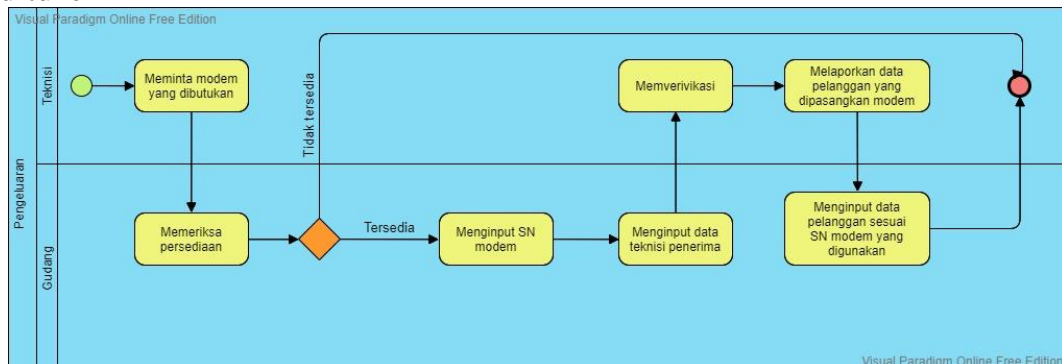 Visual Paradigm Online Free Edition
Pengeluaran
Teknisi
Meminta modem
yang dibutukan
Tidak tersedia
Memverivikasi
Melaporkan data
pelanggan yang
dipasangkan modem
Gudang
Memeriksa
persediaan
Tersedia
Menginput SN
modem
Menginput data
teknisi penerima
Menginput data
pelanggan sesuai
SN modem yang
digunakan
Visual Paradigm Online Free Edition